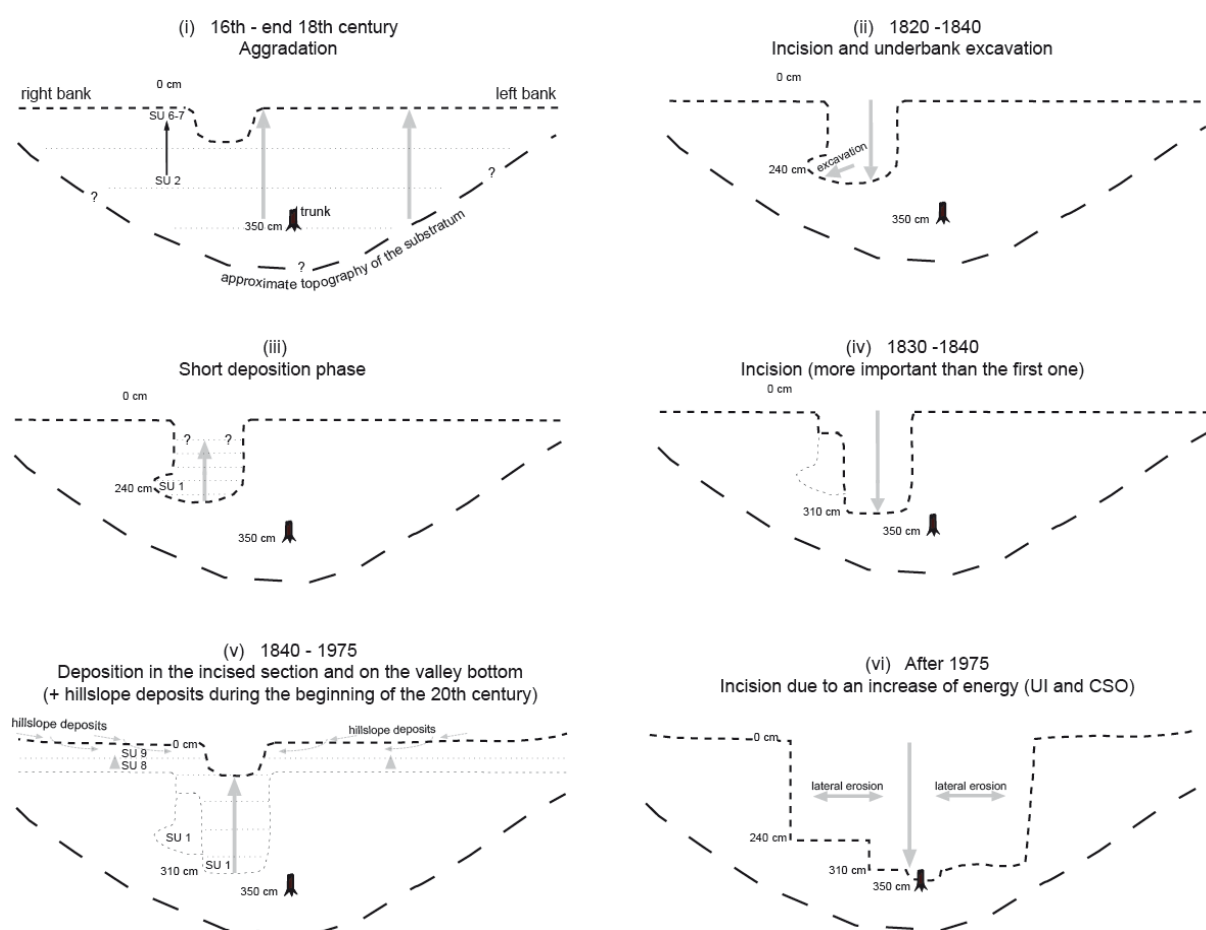 (i) 16th - end 18th century
Aggradation
0 cm
right bank
left bank
SU 6-7
SU 2
?
?
trunk
350 cm
?
approximate topography of the substratum
(ii) 1820 -1840
Incision and underbank excavation
0 cm
excavation
240 cm
350 cm
(iii)
Short deposition phase
0 cm
? ?
240 cm
SU 1
350 cm
(iv) 1830 -1840
Incision (more important than the first one)
0 cm
310 cm
350 cm
(v) 1840 - 1975
Deposition in the incised section and on the valley bottom
(+ hillslope deposits during the beginning of the 20th century)
hillslope deposits
hillslope deposits
0 cm
SU 9
SU 8
SU 1
310 cm
SU 1
350 cm
(vi) After 1975
Incision due to an increase of energy (UI and CSO)
0 cm
lateral erosion
lateral erosion
240 cm
310 cm
350 cm